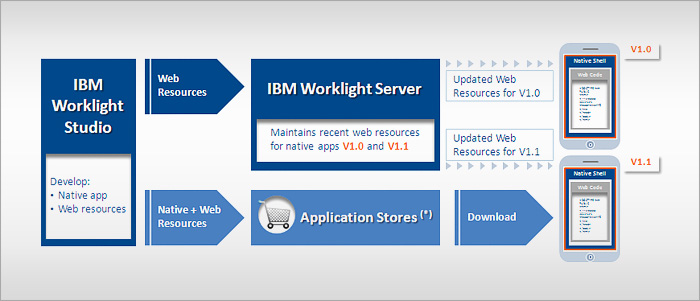 IBM
Worklight
Studio
Develop:
• Native app
• Web resources
Web
Resources
IBM Worklight Server
Maintains recent web resources
for native apps V1.0 and V1.1
Updated Web
Resources for V1.0
Updated Web
Resources for V1.1
Native + Web
Resources
Application Stores (*)
Download
V1.0
Native Shell
Web Code
V1.1
Native Shell
Web Code